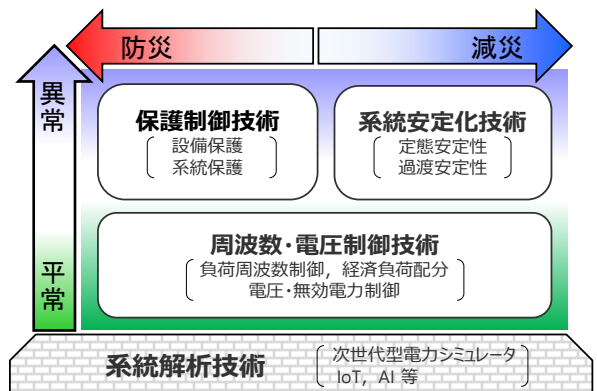 防災
減災
異常
平常
保護制御技術
設備保護
系統保護
系統安定化技術
定態安定性
過渡安定性
周波数・電圧制御技術
負荷周波数制御，経済負荷配分
電圧・無効電力制御
系統解析技術
次世代型電力シミュレータ
IoT，AI 等